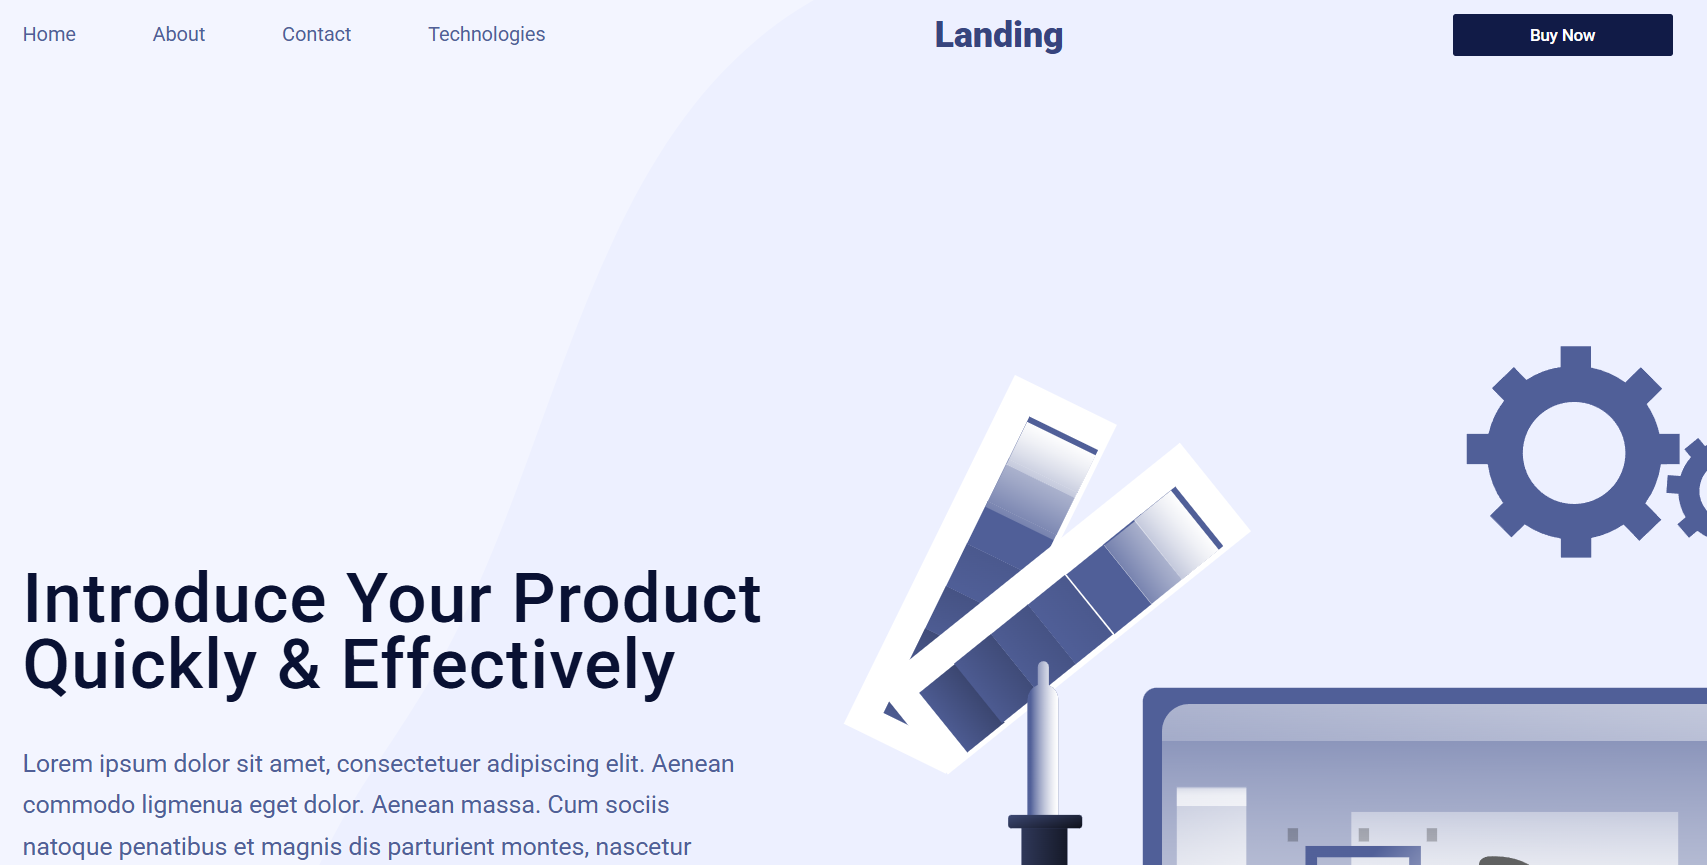 Home About Contact Technologies Landing Buy Now
Introduce Your Product
Quickly & Effectively
Lorem ipsum dolor sit amet, consectetuer adipiscing elit. Aenean
commodo ligmenua eget dolor. Aenean massa. Cum sociis
natoque penatibus et magnis dis parturient montes, nascetur